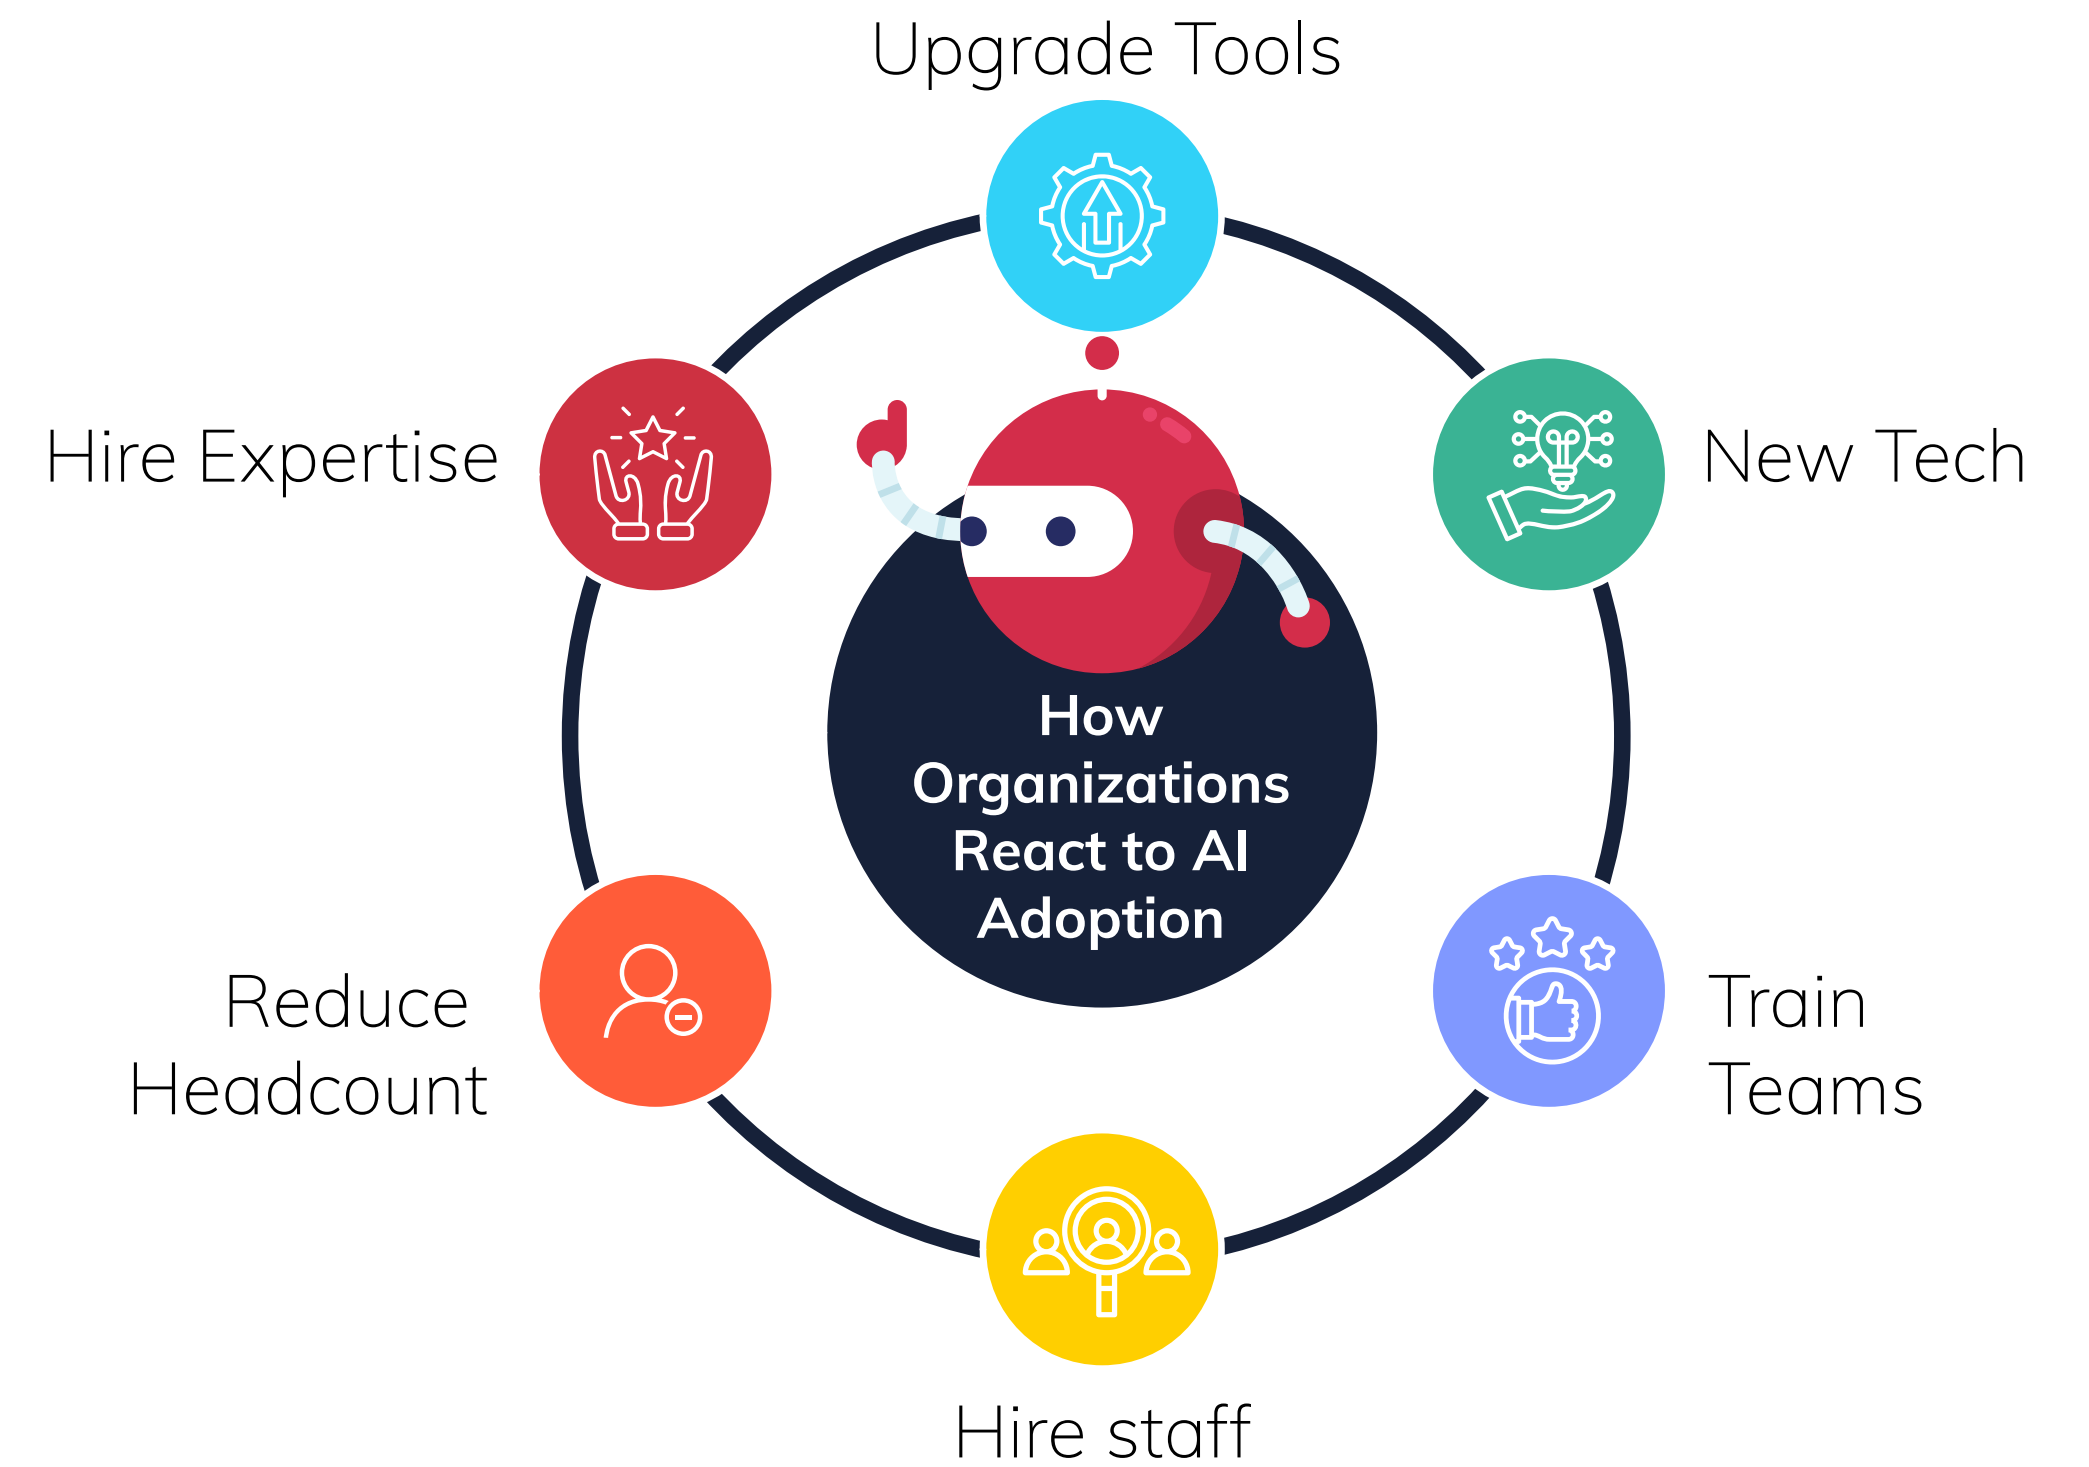 Upgrade Tools
Hire Expertise
New Tech
How
Organizations
React to AI
Adoption
Reduce
Headcount
Train
Teams
Hire staff